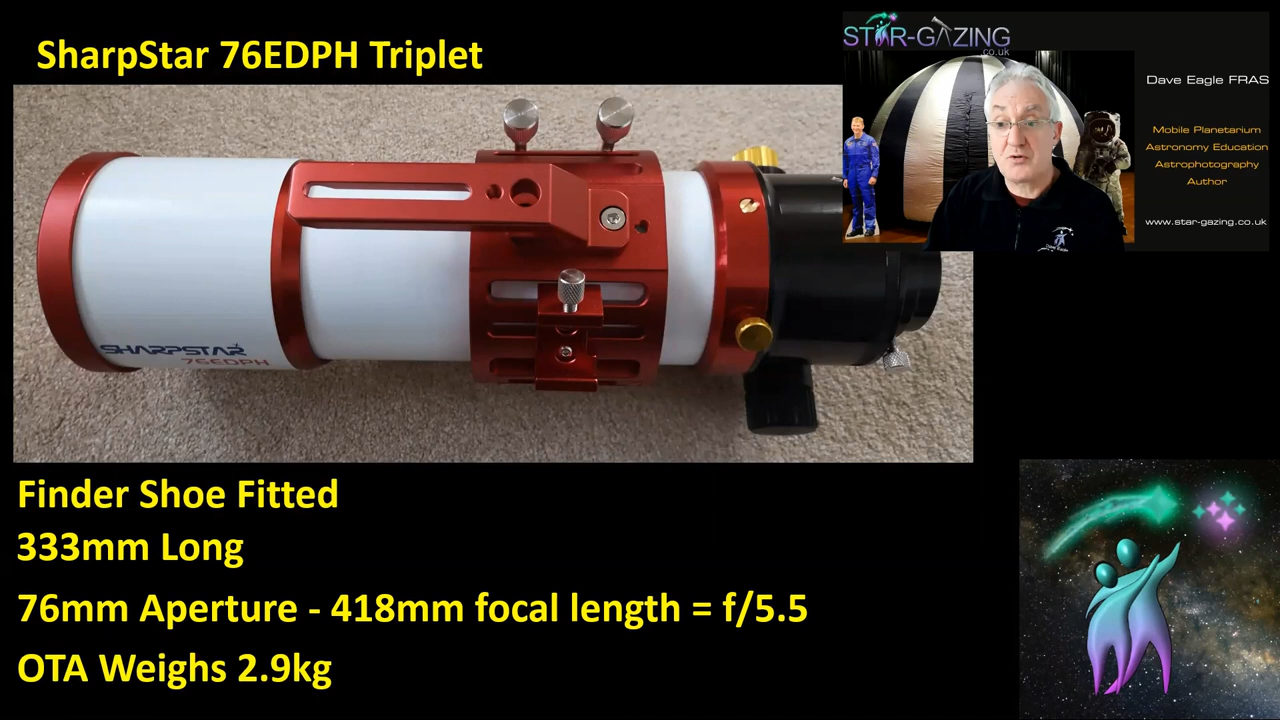 SharpStar 76EDPH Triplet
STAR-GAZING
.co.uk
Dave Eagle FRAS
Mobile Planetarium
Astronomy Education
Astrophotography
Author
www.star-gazing.co.uk
Dave Eagle
SHARPSTAR
76EDPH
Finder Shoe Fitted
333mm Long
76mm Aperture - 418mm focal length = f/5.5
OTA Weighs 2.9kg